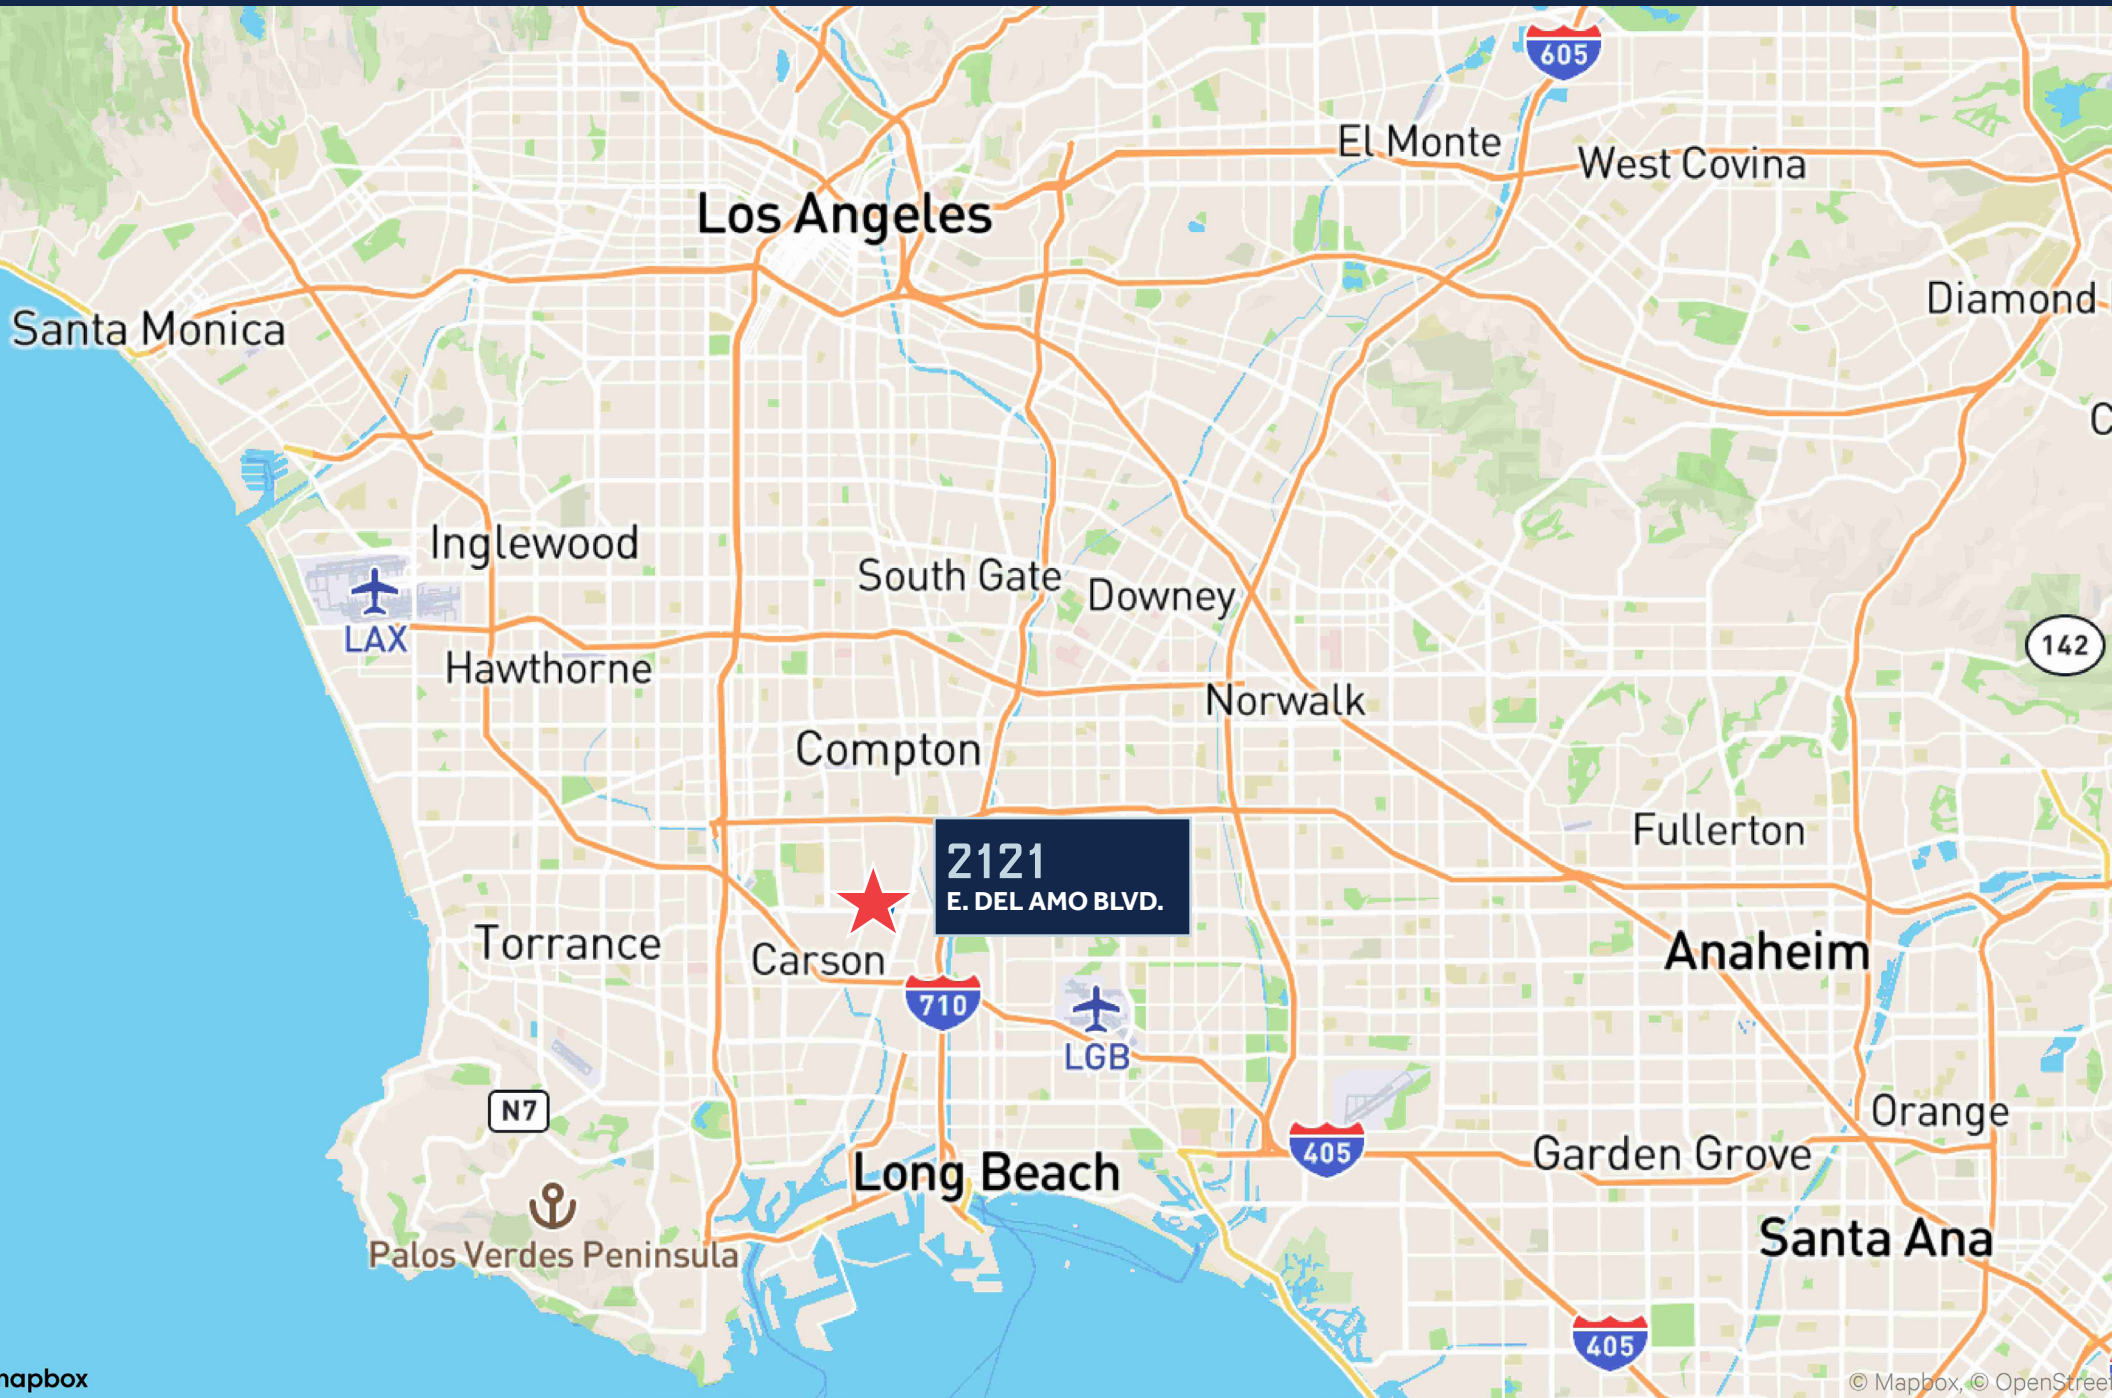 605
El Monte
West Covina
Los Angeles
Diamond
Santa Monica
C
Inglewood
South Gate
Downey
LAX
142
Hawthorne
Norwalk
Compton
Fullerton
2121
E. DEL AMO BLVD.
Torrance
Carson
Anaheim
710
LGB
N7
Orange
405
Garden Grove
Long Beach
Palos Verdes Peninsula
Santa Ana
405
mapbox
© Mapbox, © OpenStreet